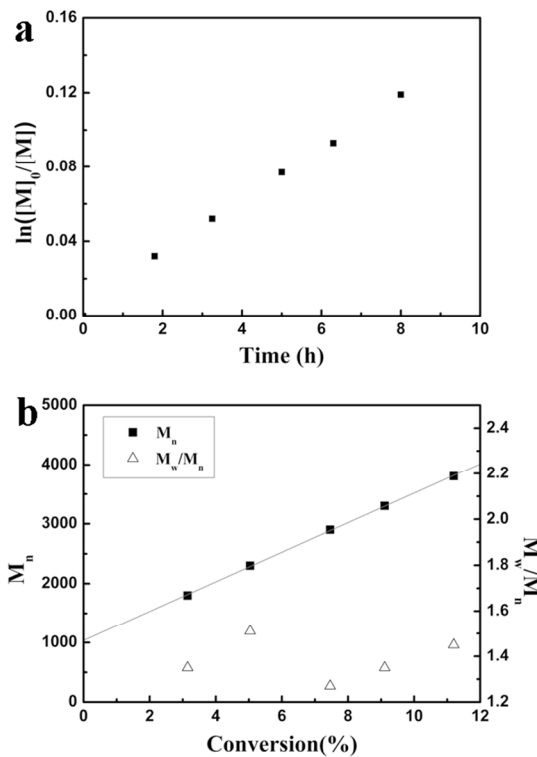 a
0.16
0.12
0.08
0.04
0.00
ln([M]0/[M])
0 2 4 6 8 10
Time (h)
b
5000
4000
3000
2000
1000
0
Mn
Mn
Mw/Mn
2.4
2.2
2.0
1.8
1.6
1.4
1.2
Mw/Mn
0 2 4 6 8 10 12
Conversion(%)